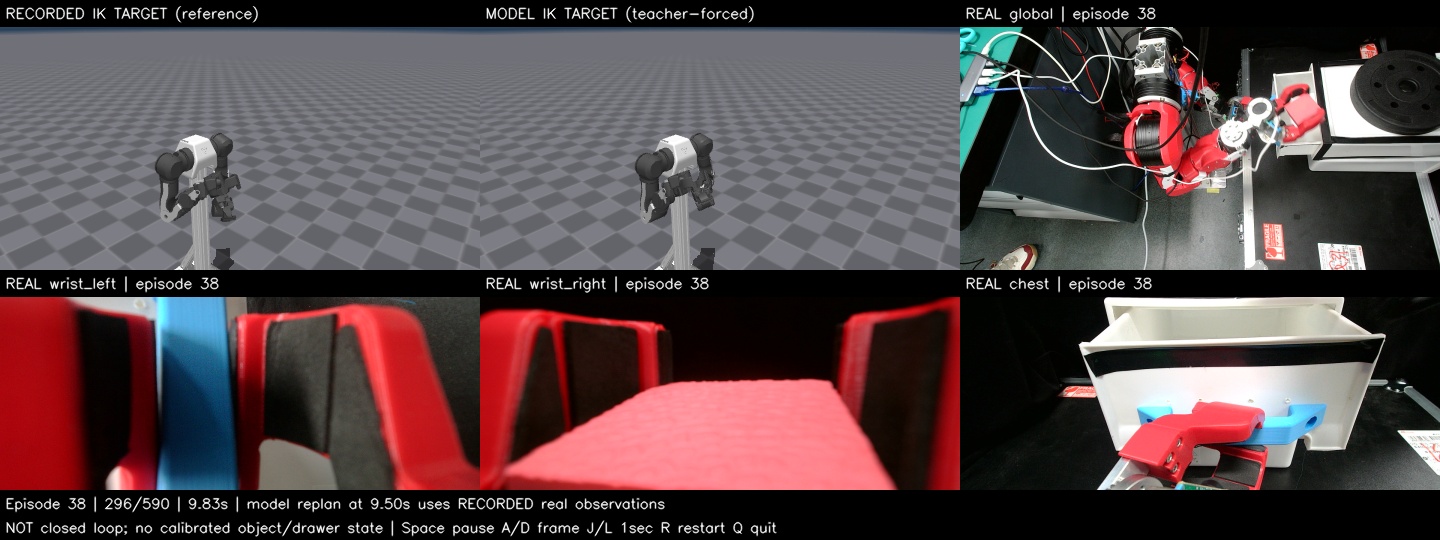 RECORDED IK TARGET (reference)
MODEL IK TARGET (teacher-forced)
REAL global | episode 38
REAL wrist_left | episode 38
REAL wrist_right | episode 38
REAL chest | episode 38
Episode 38 | 296/590 | 9.83s | model replan at 9.50s uses RECORDED real observations
NOT closed loop; no calibrated object/drawer state | Space pause A/D frame J/L 1sec R restart Q quit